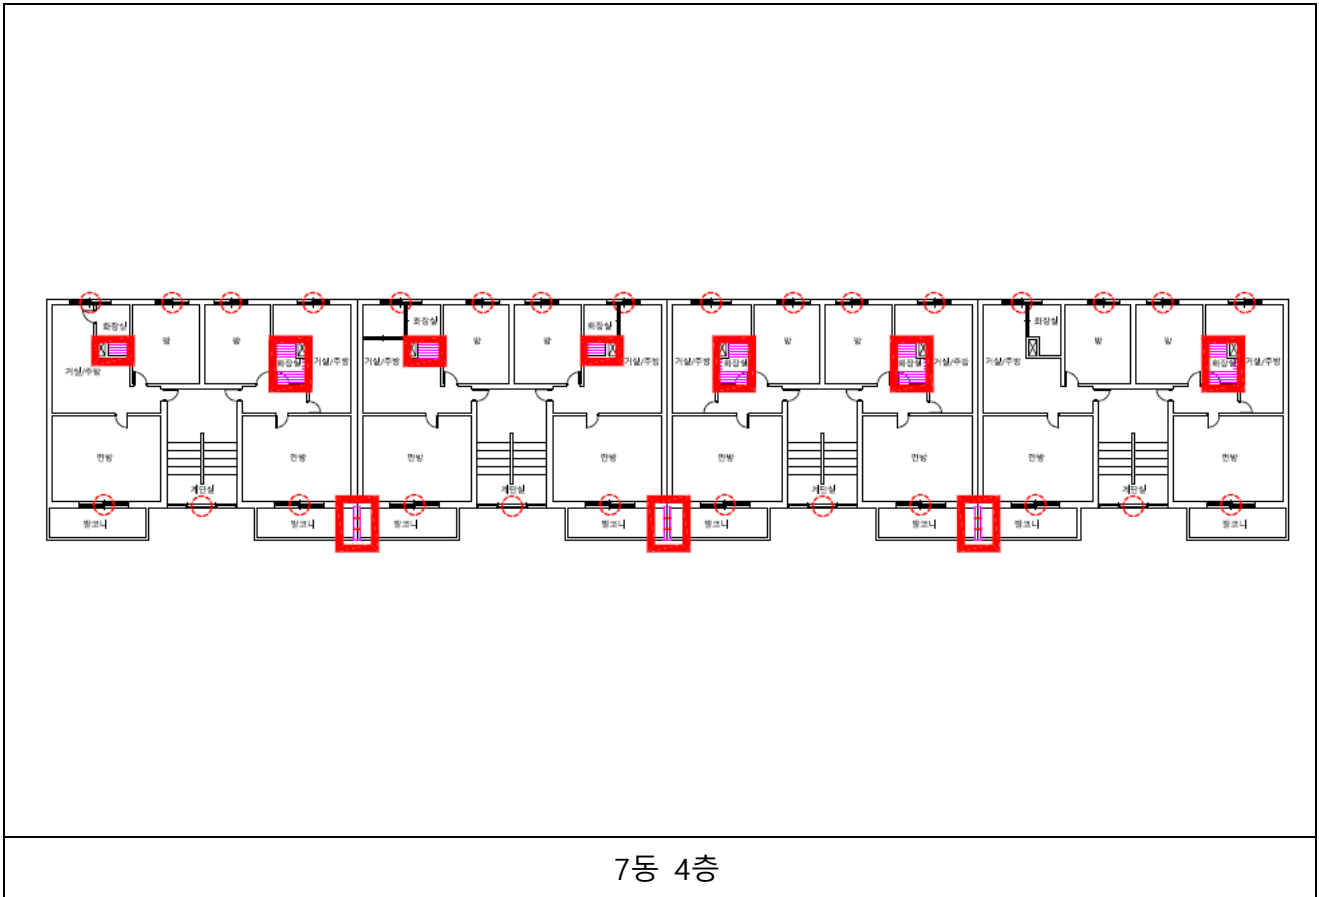 화장실 화장실 화장실 화장실
방 방 방 방 방 방 방 방
거실/주방 화장실 거실/주방 거실/주방 거실/주방 거실/주방 화장실 화장실 거실/주방 거실/주방 화장실 거실/주방
안방 안방 안방 안방 안방 안방 안방 안방
계단실 계단실 계단실 계단실
발코니 발코니 발코니 발코니 발코니 발코니 발코니 발코니
7동 4층